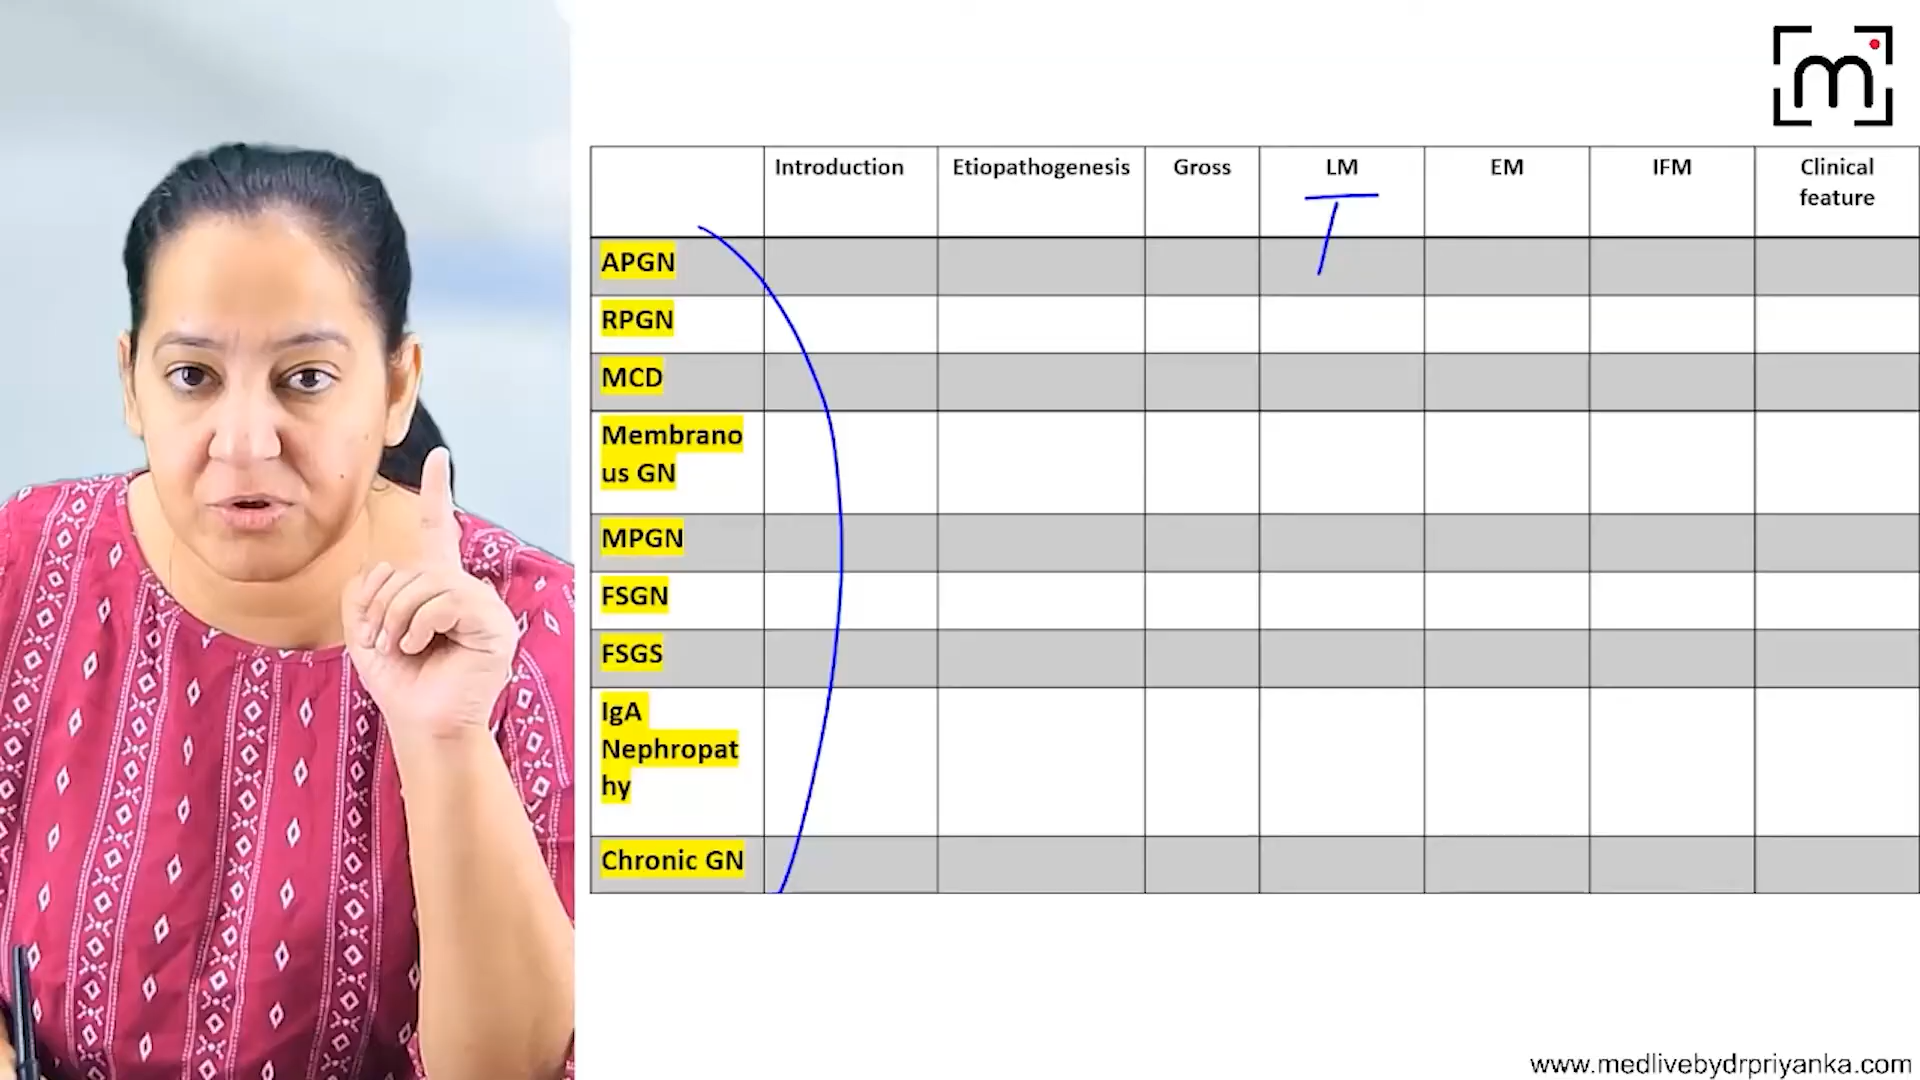 m
Introduction Etiopathogenesis Gross LM EM IFM Clinical
feature
APGN
RPGN
MCD
Membrano
us GN
MPGN
FSGN
FSGS
IgA
Nephropat
hy
Chronic GN
www.medlivebydrpriyanka.com